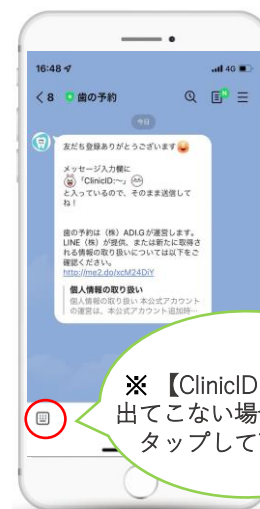 16:48
4G
< 8 歯の予約
N
今日
友だち登録ありがとうございます
メッセージ入力欄に
「ClinicID:～」
と入っているので、そのまま送信して
ね！
歯の予約は（株）ADI.Gが運営します。
LINE（株）が提供、または新たに取得さ
れる情報の取り扱いについては以下をご
確認ください。
http://me2.do/xcM24DiY
個人情報の取り扱い
個人情報の取り扱い 本公式アカウント
の運営は、本公式アカウント追加時…
※【ClinicID
出てこない場
タップして